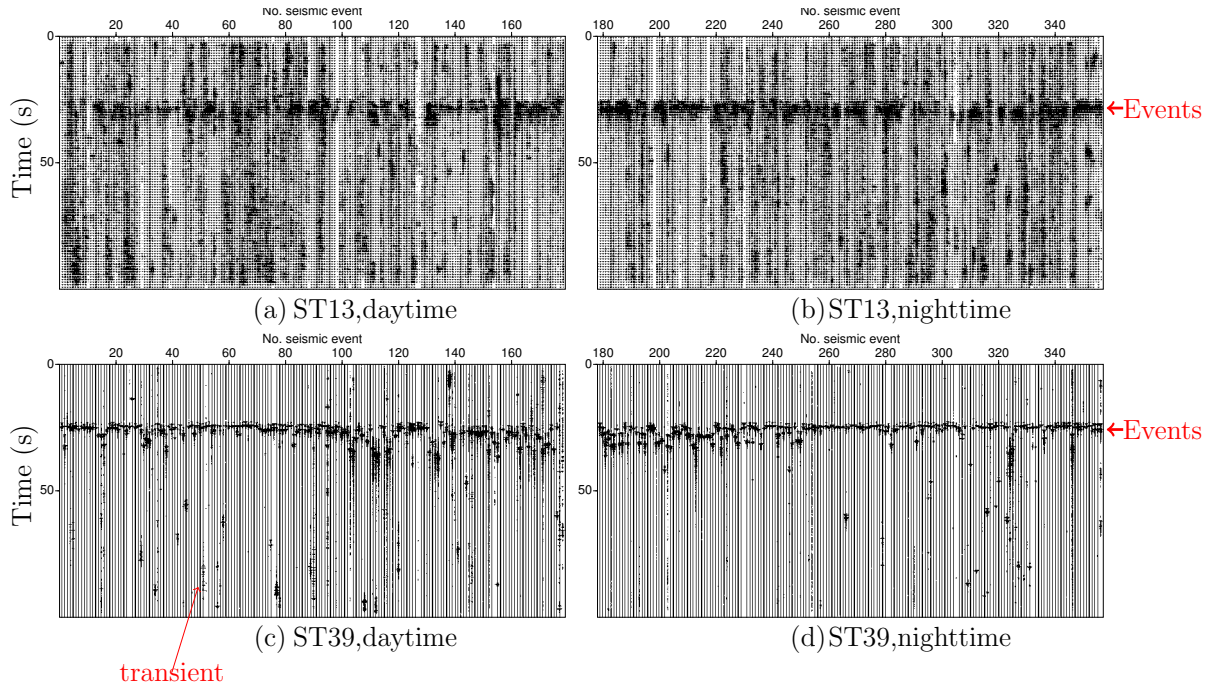 No. seismic event
20 40 60 80 100 120 140 160
0
50
Time (s)
(a) ST13,daytime
No. seismic event
180 200 220 240 260 280 300 320 340
0
50
Events
(b) ST13,nighttime
No. seismic event
20 40 60 80 100 120 140 160
0
50
Time (s)
(c) ST39,daytime
transient
No. seismic event
180 200 220 240 260 280 300 320 340
0
50
Events
(d) ST39,nighttime